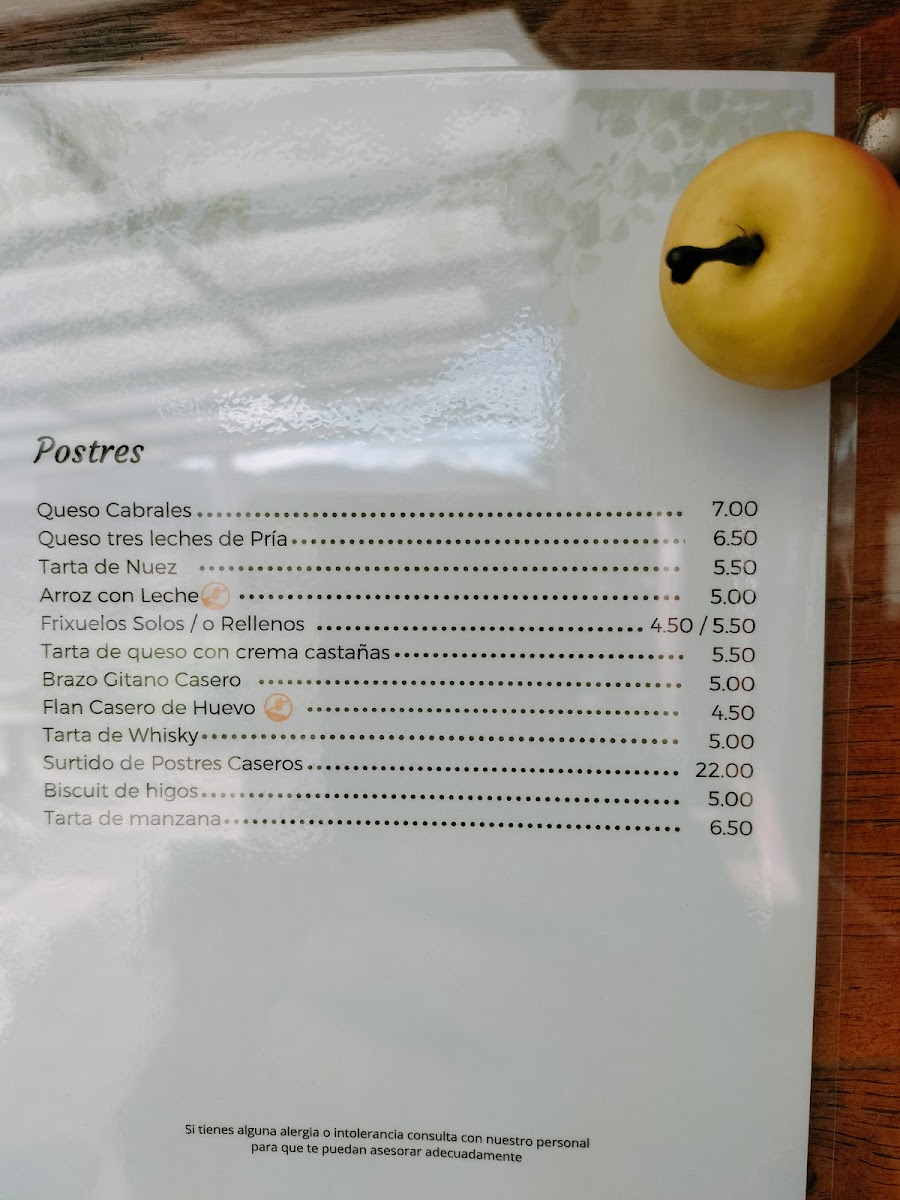 Postres
Queso Cabrales 7.00
Queso tres leches de Pría 6.50
Tarta de Nuez 5.50
Arroz con Leche 5.00
Frixuelos Solos / o Rellenos 4.50 / 5.50
Tarta de queso con crema castañas 5.50
Brazo Gitano Casero 5.00
Flan Casero de Huevo 4.50
Tarta de Whisky 5.00
Surtido de Postres Caseros 22.00
Biscuit de higos 5.00
Tarta de manzana 6.50
Si tienes alguna alergia o intolerancia consulta con nuestro personal
para que te puedan asesorar adecuadamente